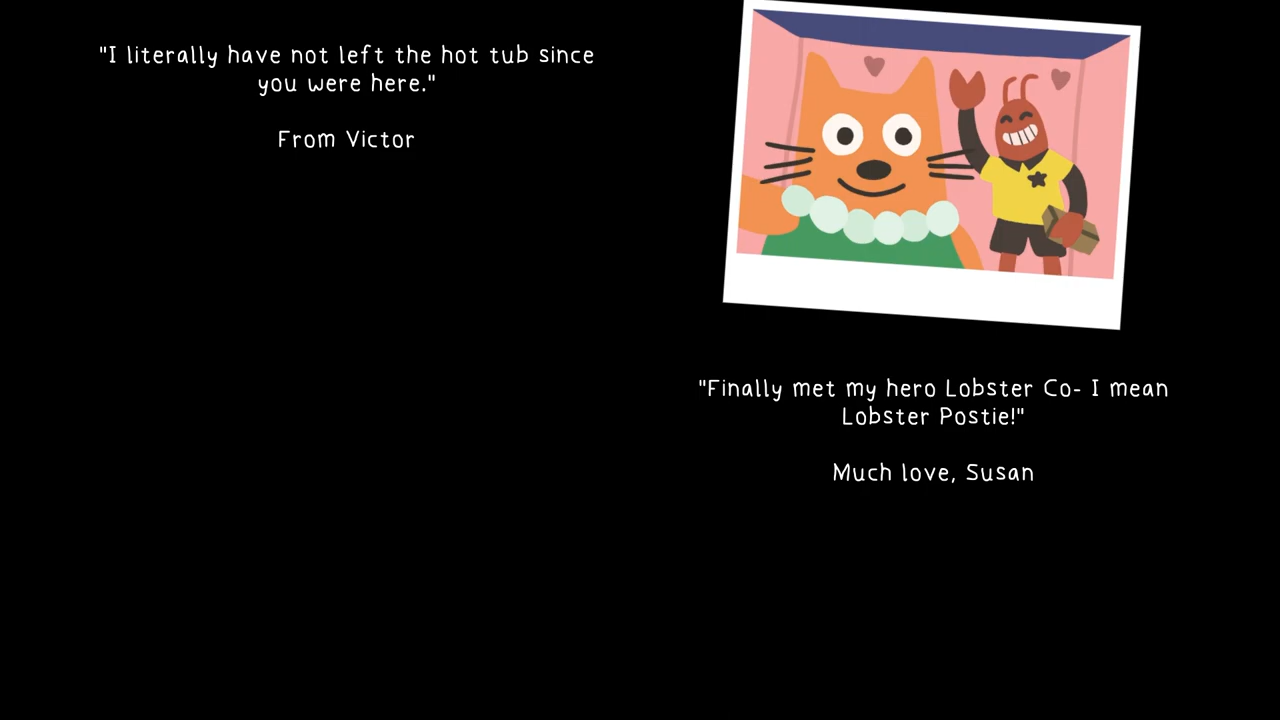 "I literally have not left the hot tub since
you were here."
From Victor
"Finally met my hero Lobster Co- I mean
Lobster Postie!"
Much love, Susan